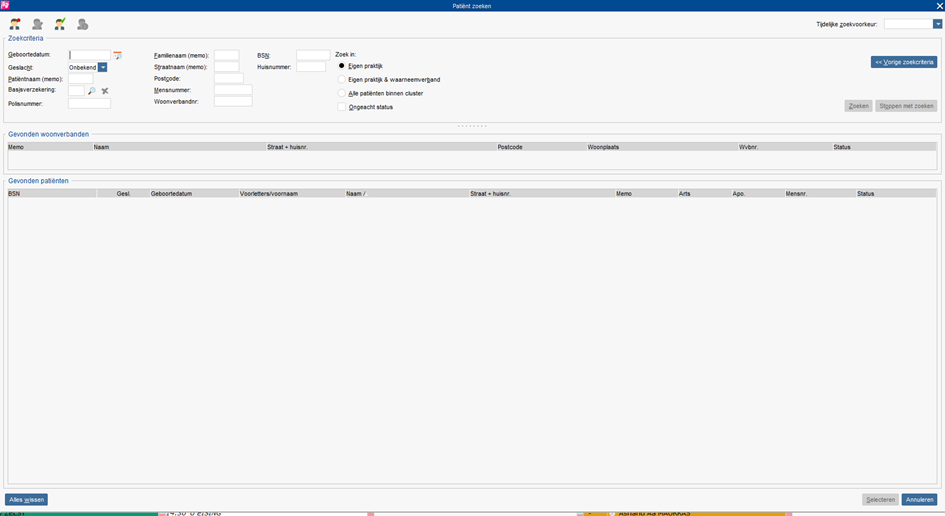 Patiënt zoeken
Tijdelijke zoekvoorkeur:
Zoekcriteria
Geboortedatum:
Geslacht: Onbekend
Patiëntnaam (memo):
Basisverzekering:
Polisnummer:
Familienaam (memo):
Straatnaam (memo):
Postcode:
Mensnummer:
Woonverbandnr:
BSN:
Huisnummer:
Zoek in:
Eigen praktijk
Eigen praktijk & waarneemverband
Alle patiënten binnen cluster
Ongeacht status
<< Vorige zoekcriteria
Zoeken Stoppen met zoeken
Gevonden woonverbanden
Memo Naam Straat + huisnr. Postcode Woonplaats Wvbnr. Status
Gevonden patiënten
BSN Gesl. Geboortedatum Voorletters/voornaam Naam / Straat + huisnr. Memo Arts Apo. Mensnr. Status
Alles wissen Selecteren Annuleren